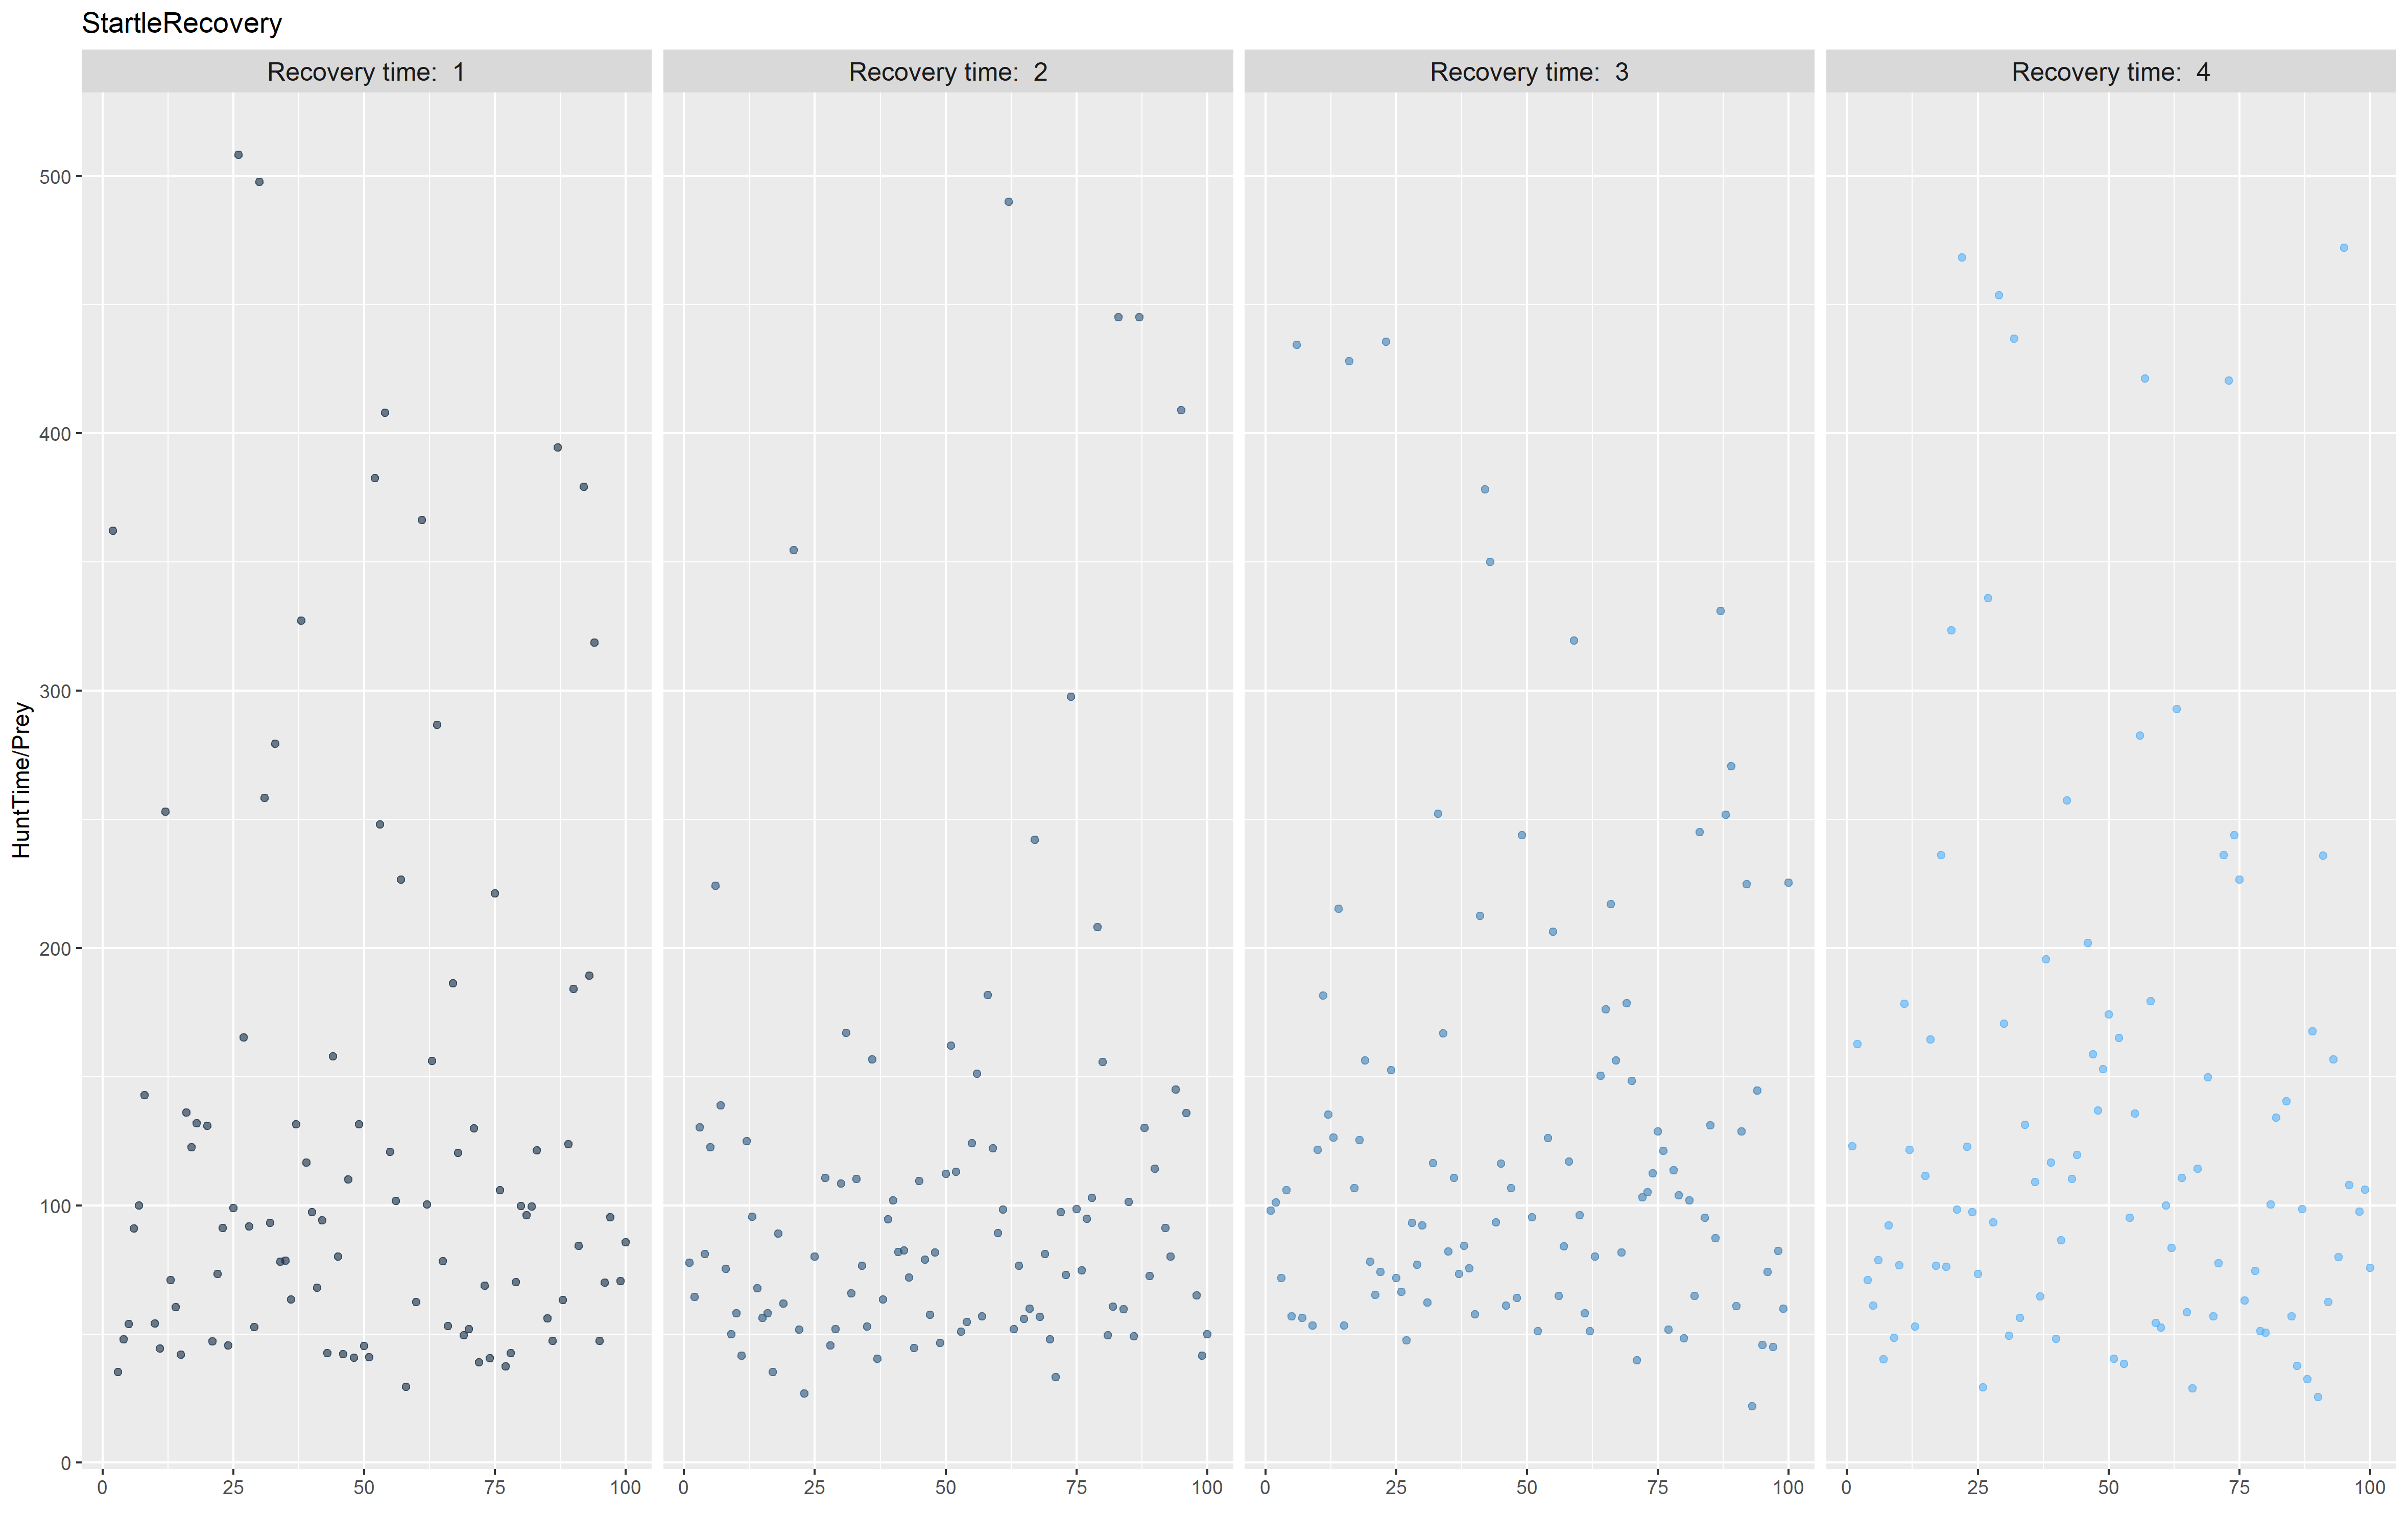 StartleRecovery
Recovery time:  1
Recovery time:  2
Recovery time:  3
Recovery time:  4
HuntTime/Prey
500
400
300
200
100
0
0 25 50 75 100
0 25 50 75 100
0 25 50 75 100
0 25 50 75 100